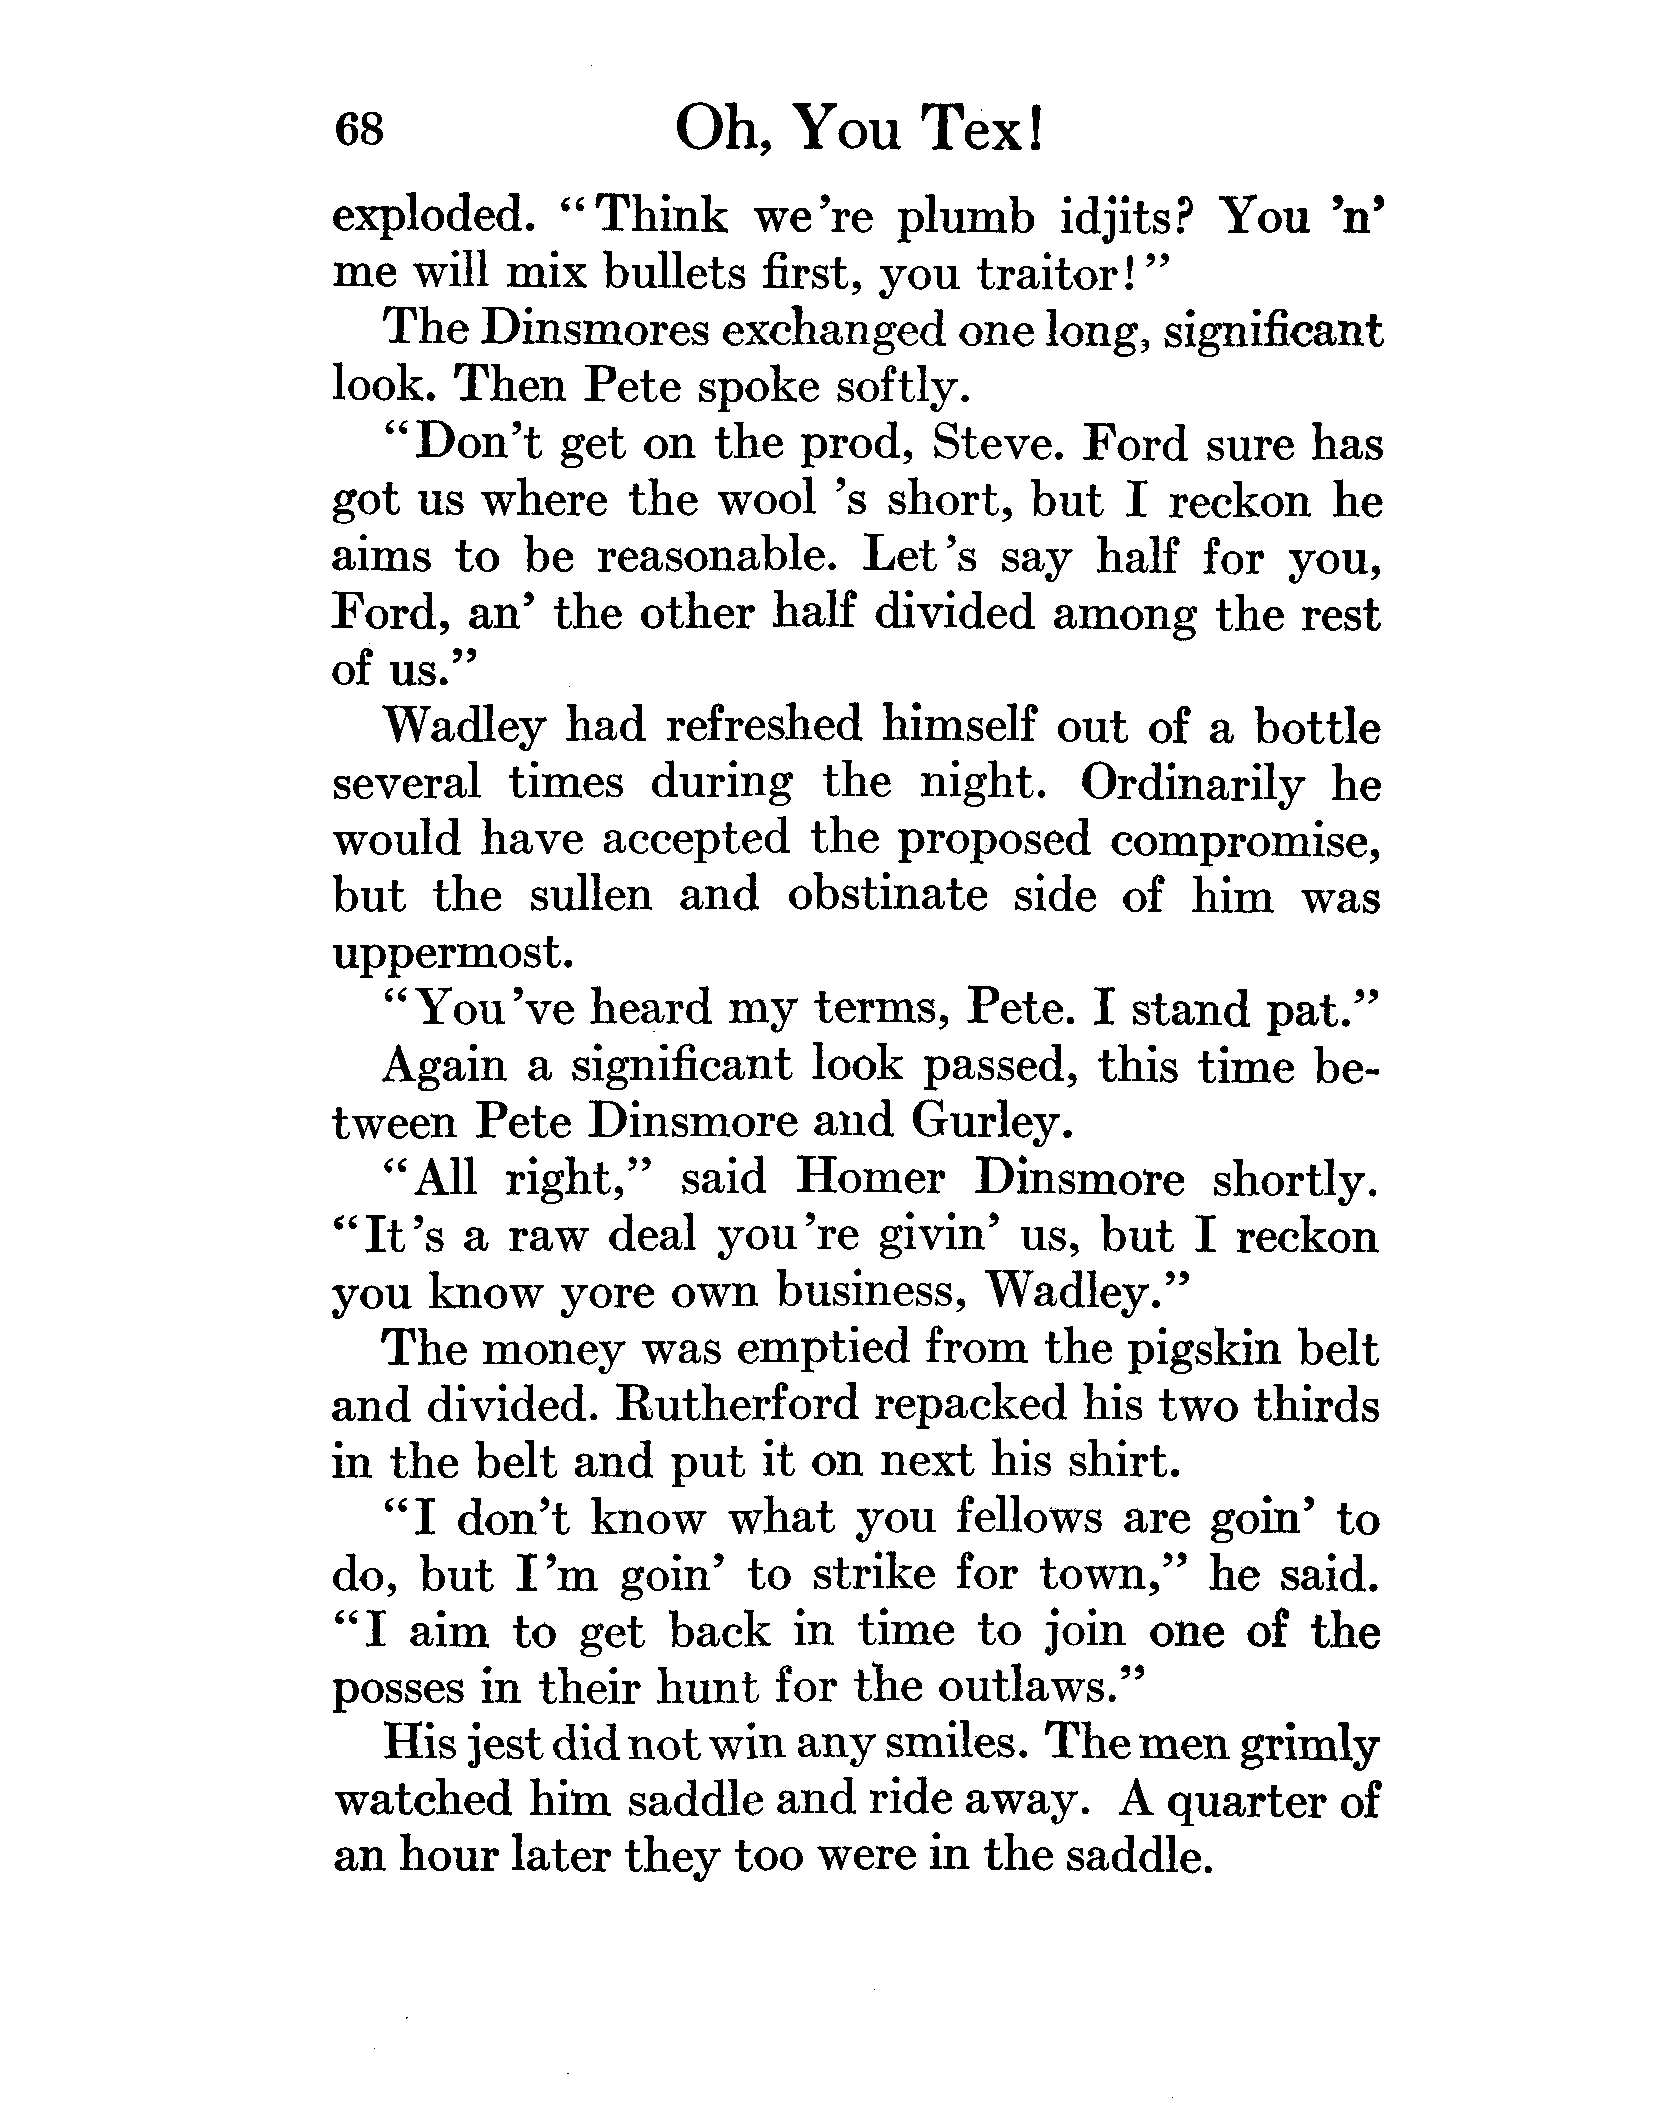 68 Oh, You Tex!
exploded. “Think we’re plumb idjits? You ’n’
me will mix bullets first, you traitor!”
The Dinsmores exchanged one long, significant
look. Then Pete spoke softly.
“Don’t get on the prod, Steve. Ford sure has
got us where the wool ’s short, but I reckon he
aims to be reasonable. Let’s say half for you,
Ford, an’ the other half divided among the rest
of us.”
Wadley had refreshed himself out of a bottle
several times during the night. Ordinarily he
would have accepted the proposed compromise,
but the sullen and obstinate side of him was
uppermost.
“You’ve heard my terms, Pete. I stand pat.”
Again a significant look passed, this time be-
tween Pete Dinsmore and Gurley.
“All right,” said Homer Dinsmore shortly.
“It’s a raw deal you’re givin’ us, but I reckon
you know yore own business, Wadley.”
The money was emptied from the pigskin belt
and divided. Rutherford repacked his two thirds
in the belt and put it on next his shirt.
“I don’t know what you fellows are goin’ to
do, but I’m goin’ to strike for town,” he said.
“I aim to get back in time to join one of the
posses in their hunt for the outlaws.”
His jest did not win any smiles. The men grimly
watched him saddle and ride away. A quarter of
an hour later they too were in the saddle.